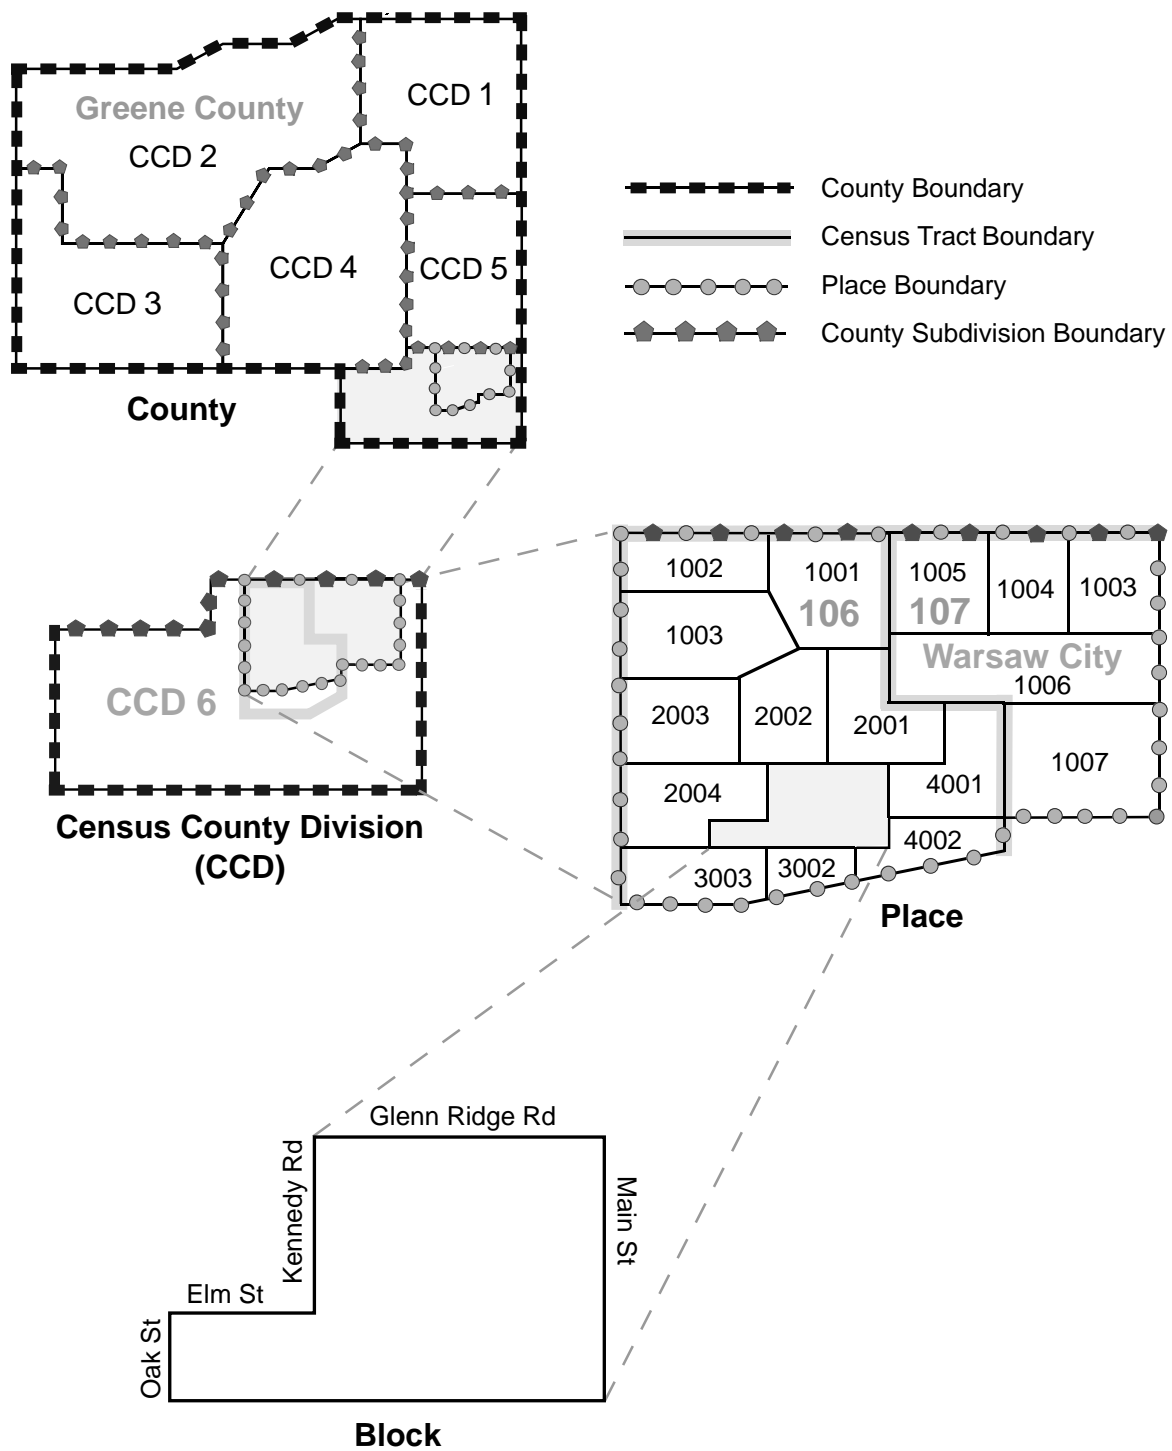 Greene County
CCD 1
CCD 2
CCD 3
CCD 4
CCD 5
County
County Boundary
Census Tract Boundary
Place Boundary
County Subdivision Boundary
CCD 6
Census County Division
(CCD)
1002
1001
106
1005
107
1004
1003
1003
Warsaw City
1006
2003
2002
2001
1007
2004
4001
4002
3003
3002
Place
Glenn Ridge Rd
Kennedy Rd
Main St
Elm St
Oak St
Block